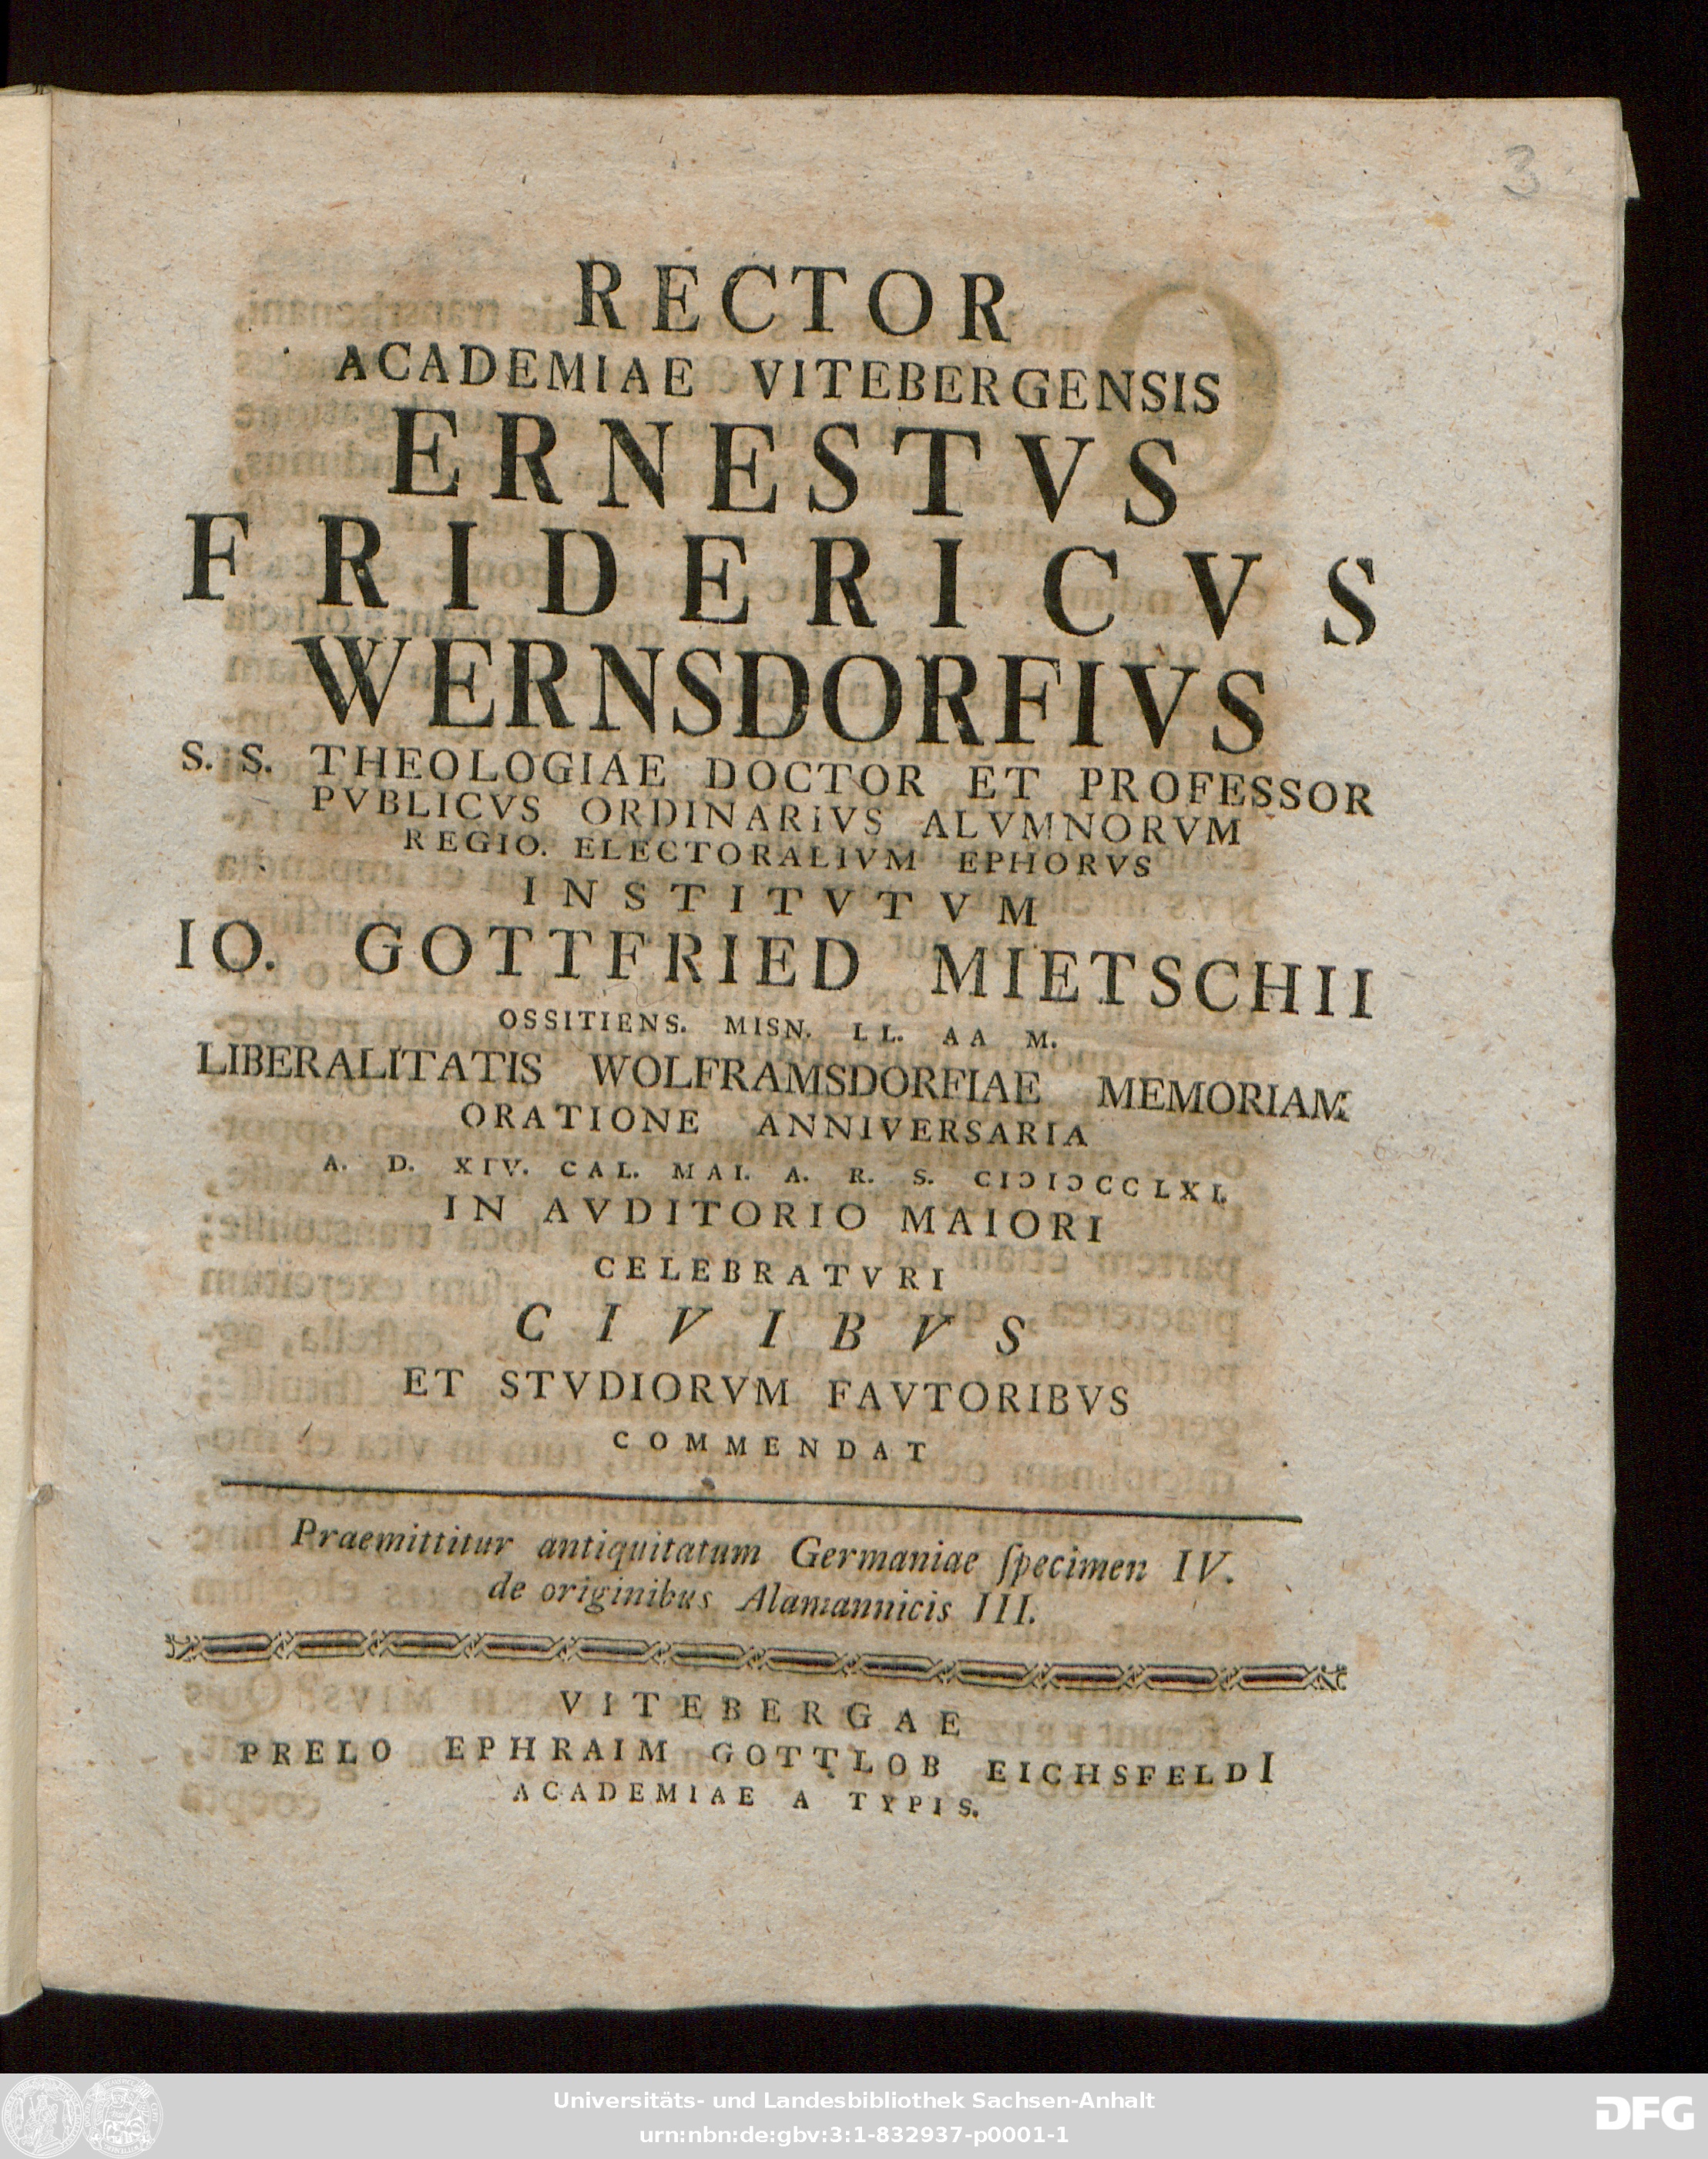 3
RECTOR
ACADEMIAE VITEBERGENSIS
ERNESTVS
FRIDERICVS
WERNSDORFIVS
S. S. THEOLOGIAE DOCTOR ET PROFESSOR
PVBLICVS ORDINARIVS ALVMNORVM
REGIO. ELECTORALIVM EPHORVS
INSTITVTVM
IO. GOTTFRIED MIETSCHII
OSSITIENS. MISN. LL. AA M.
LIBERALITATIS WOLFRAMSDORFIAE MEMORIAM
ORATIONE ANNIVERSARIA
A. D. XIV. CAL. MAI. A. R. S. CIƆIƆCCLXI.
IN AVDITORIO MAIORI
CELEBRATVRI
CIVIBVS
ET STVDIORVM FAVTORIBVS
COMMENDAT
Praemittitur antiquitatum Germaniae ſpecimen IV.
de originibus Alamannicis III.
VITEBERGAE
PRELO EPHRAIM GOTTLOB EICHSFELDI
ACADEMIAE A TYPIS.
Universitäts- und Landesbibliothek Sachsen-Anhalt
urn:nbn:de:gbv:3:1-832937-p0001-1
DFG